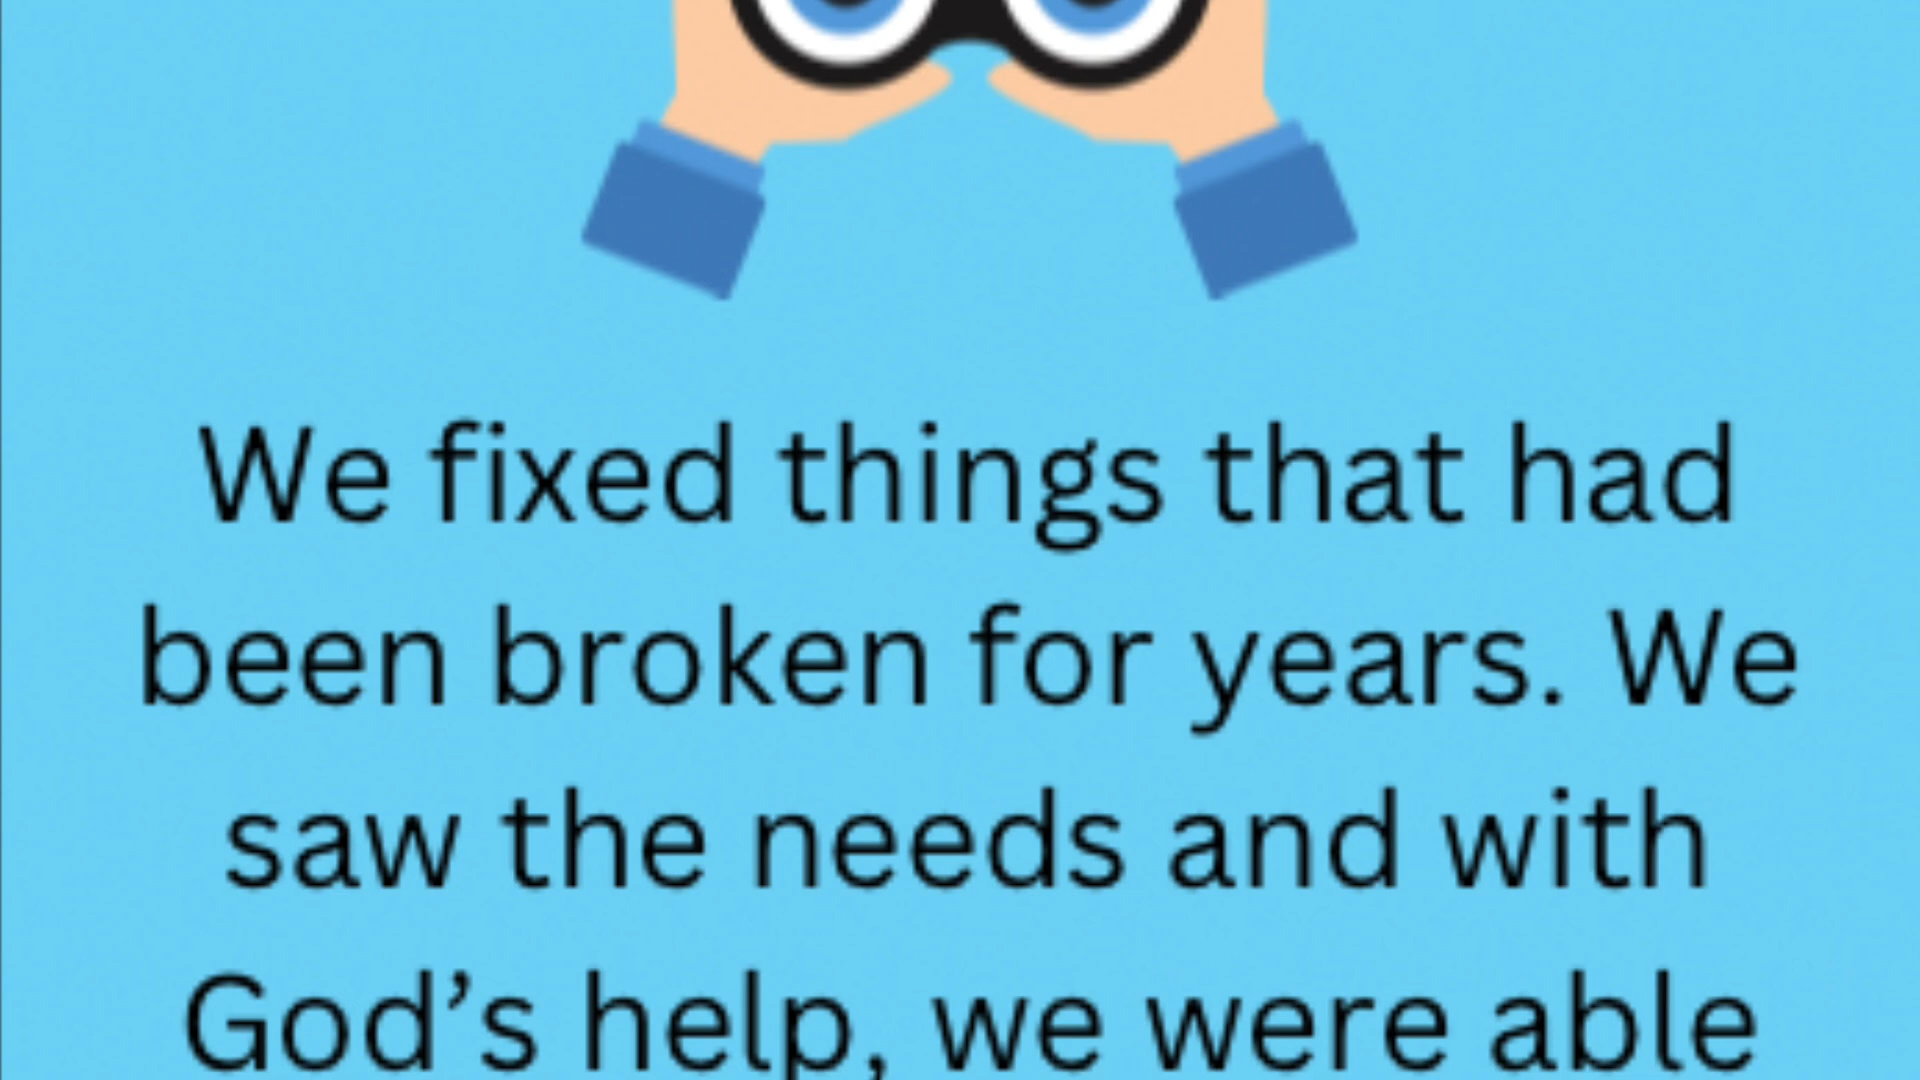 We fixed things that had
been broken for years. We
saw the needs and with
God’s help, we were able